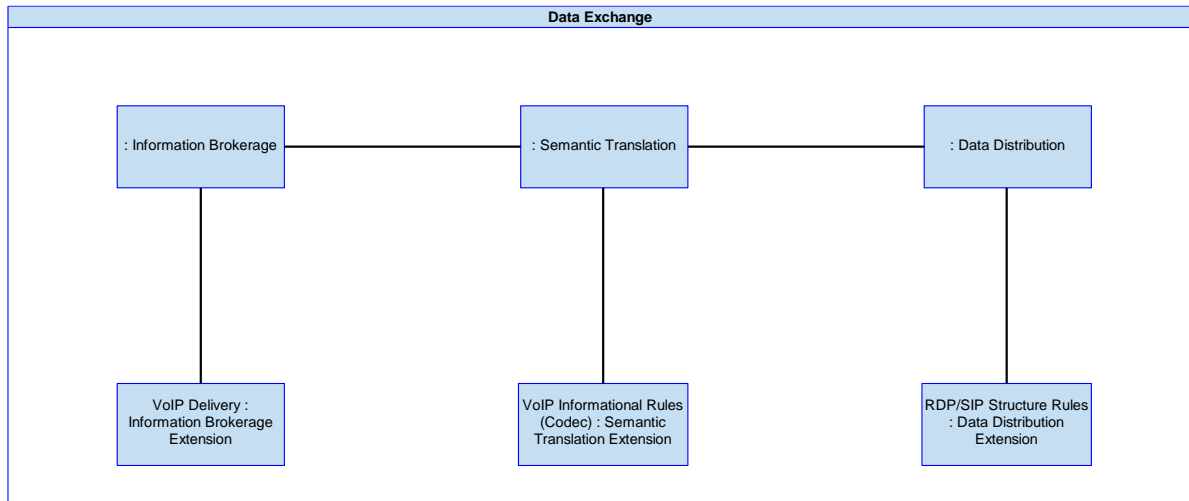 Data Exchange
: Information Brokerage
: Semantic Translation
: Data Distribution
VoIP Delivery :
Information Brokerage
Extension
VoIP Informational Rules
(Codec) : Semantic
Translation Extension
RDP/SIP Structure Rules
: Data Distribution
Extension